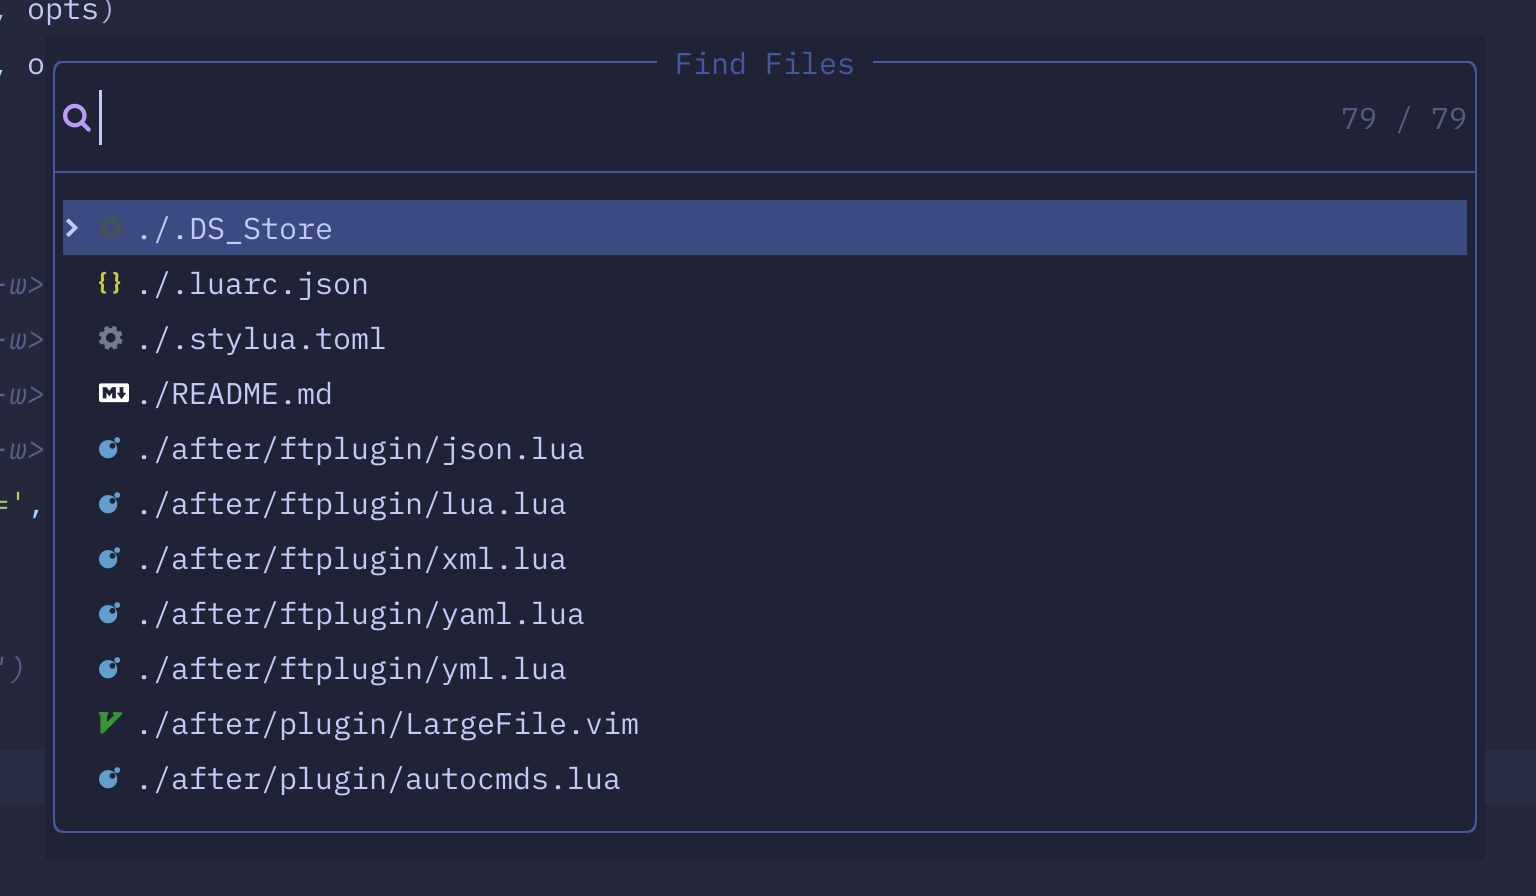 , opts)
, o
Find Files
79 / 79
> ./.DS_Store
{} ./.luarc.json
./.stylua.toml
M↓ ./README.md
./after/ftplugin/json.lua
./after/ftplugin/lua.lua
./after/ftplugin/xml.lua
./after/ftplugin/yaml.lua
./after/ftplugin/yml.lua
./after/plugin/LargeFile.vim
./after/plugin/autocmds.lua
-w>
-w>
-w>
-w>
=',
')